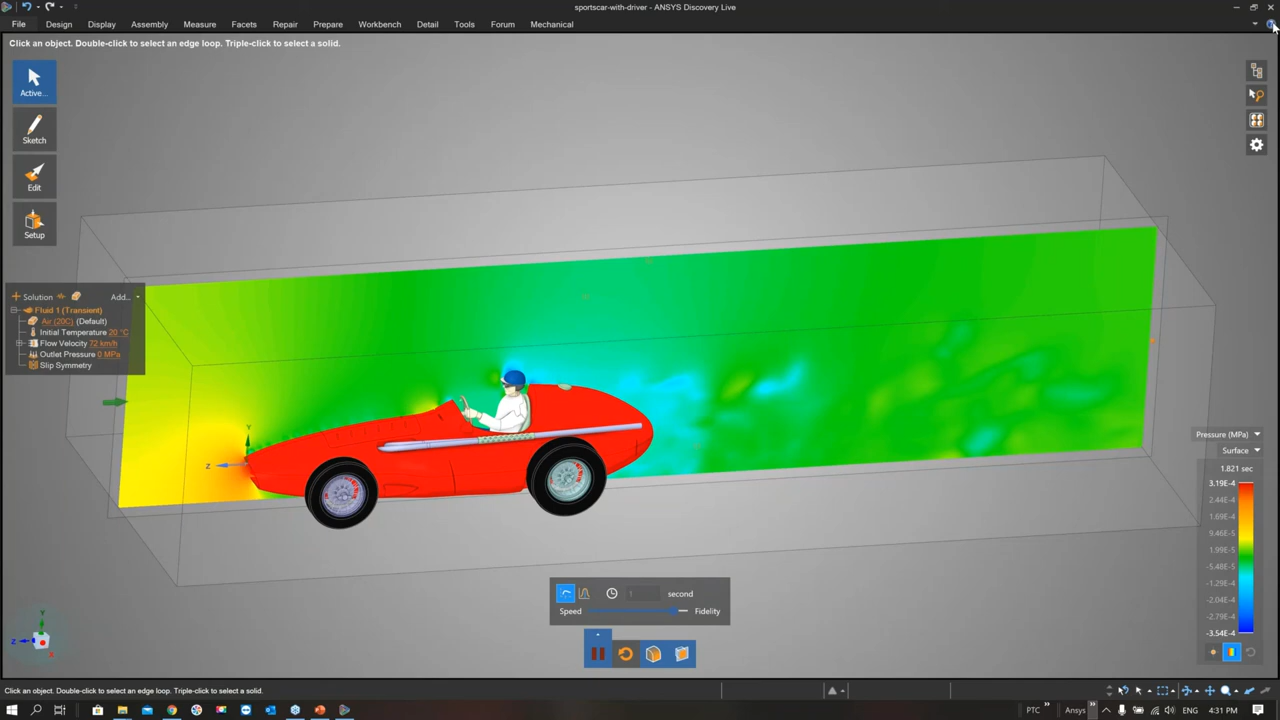 sportscar-with-driver - ANSYS Discovery Live
File Design Display Assembly Measure Facets Repair Prepare Workbench Detail Tools Forum Mechanical
Click an object. Double-click to select an edge loop. Triple-click to select a solid.
Active...
Sketch
Edit
Setup
Solution Add...
Fluid 1 (Transient)
Air (20C) (Default)
Initial Temperature 20 °C
Flow Velocity 72 km/h
Outlet Pressure 0 MPa
Slip Symmetry
Y
Z
Pressure (MPa)
Surface
1.821 sec
3.19E-4
2.44E-4
1.69E-4
9.46E-5
1.99E-5
-5.48E-5
-1.29E-4
-2.04E-4
-2.79E-4
-3.54E-4
1 second
Speed Fidelity
Y
Z
X
Click an object. Double-click to select an edge loop. Triple-click to select a solid.
PTC Ansys ENG 4:31 PM